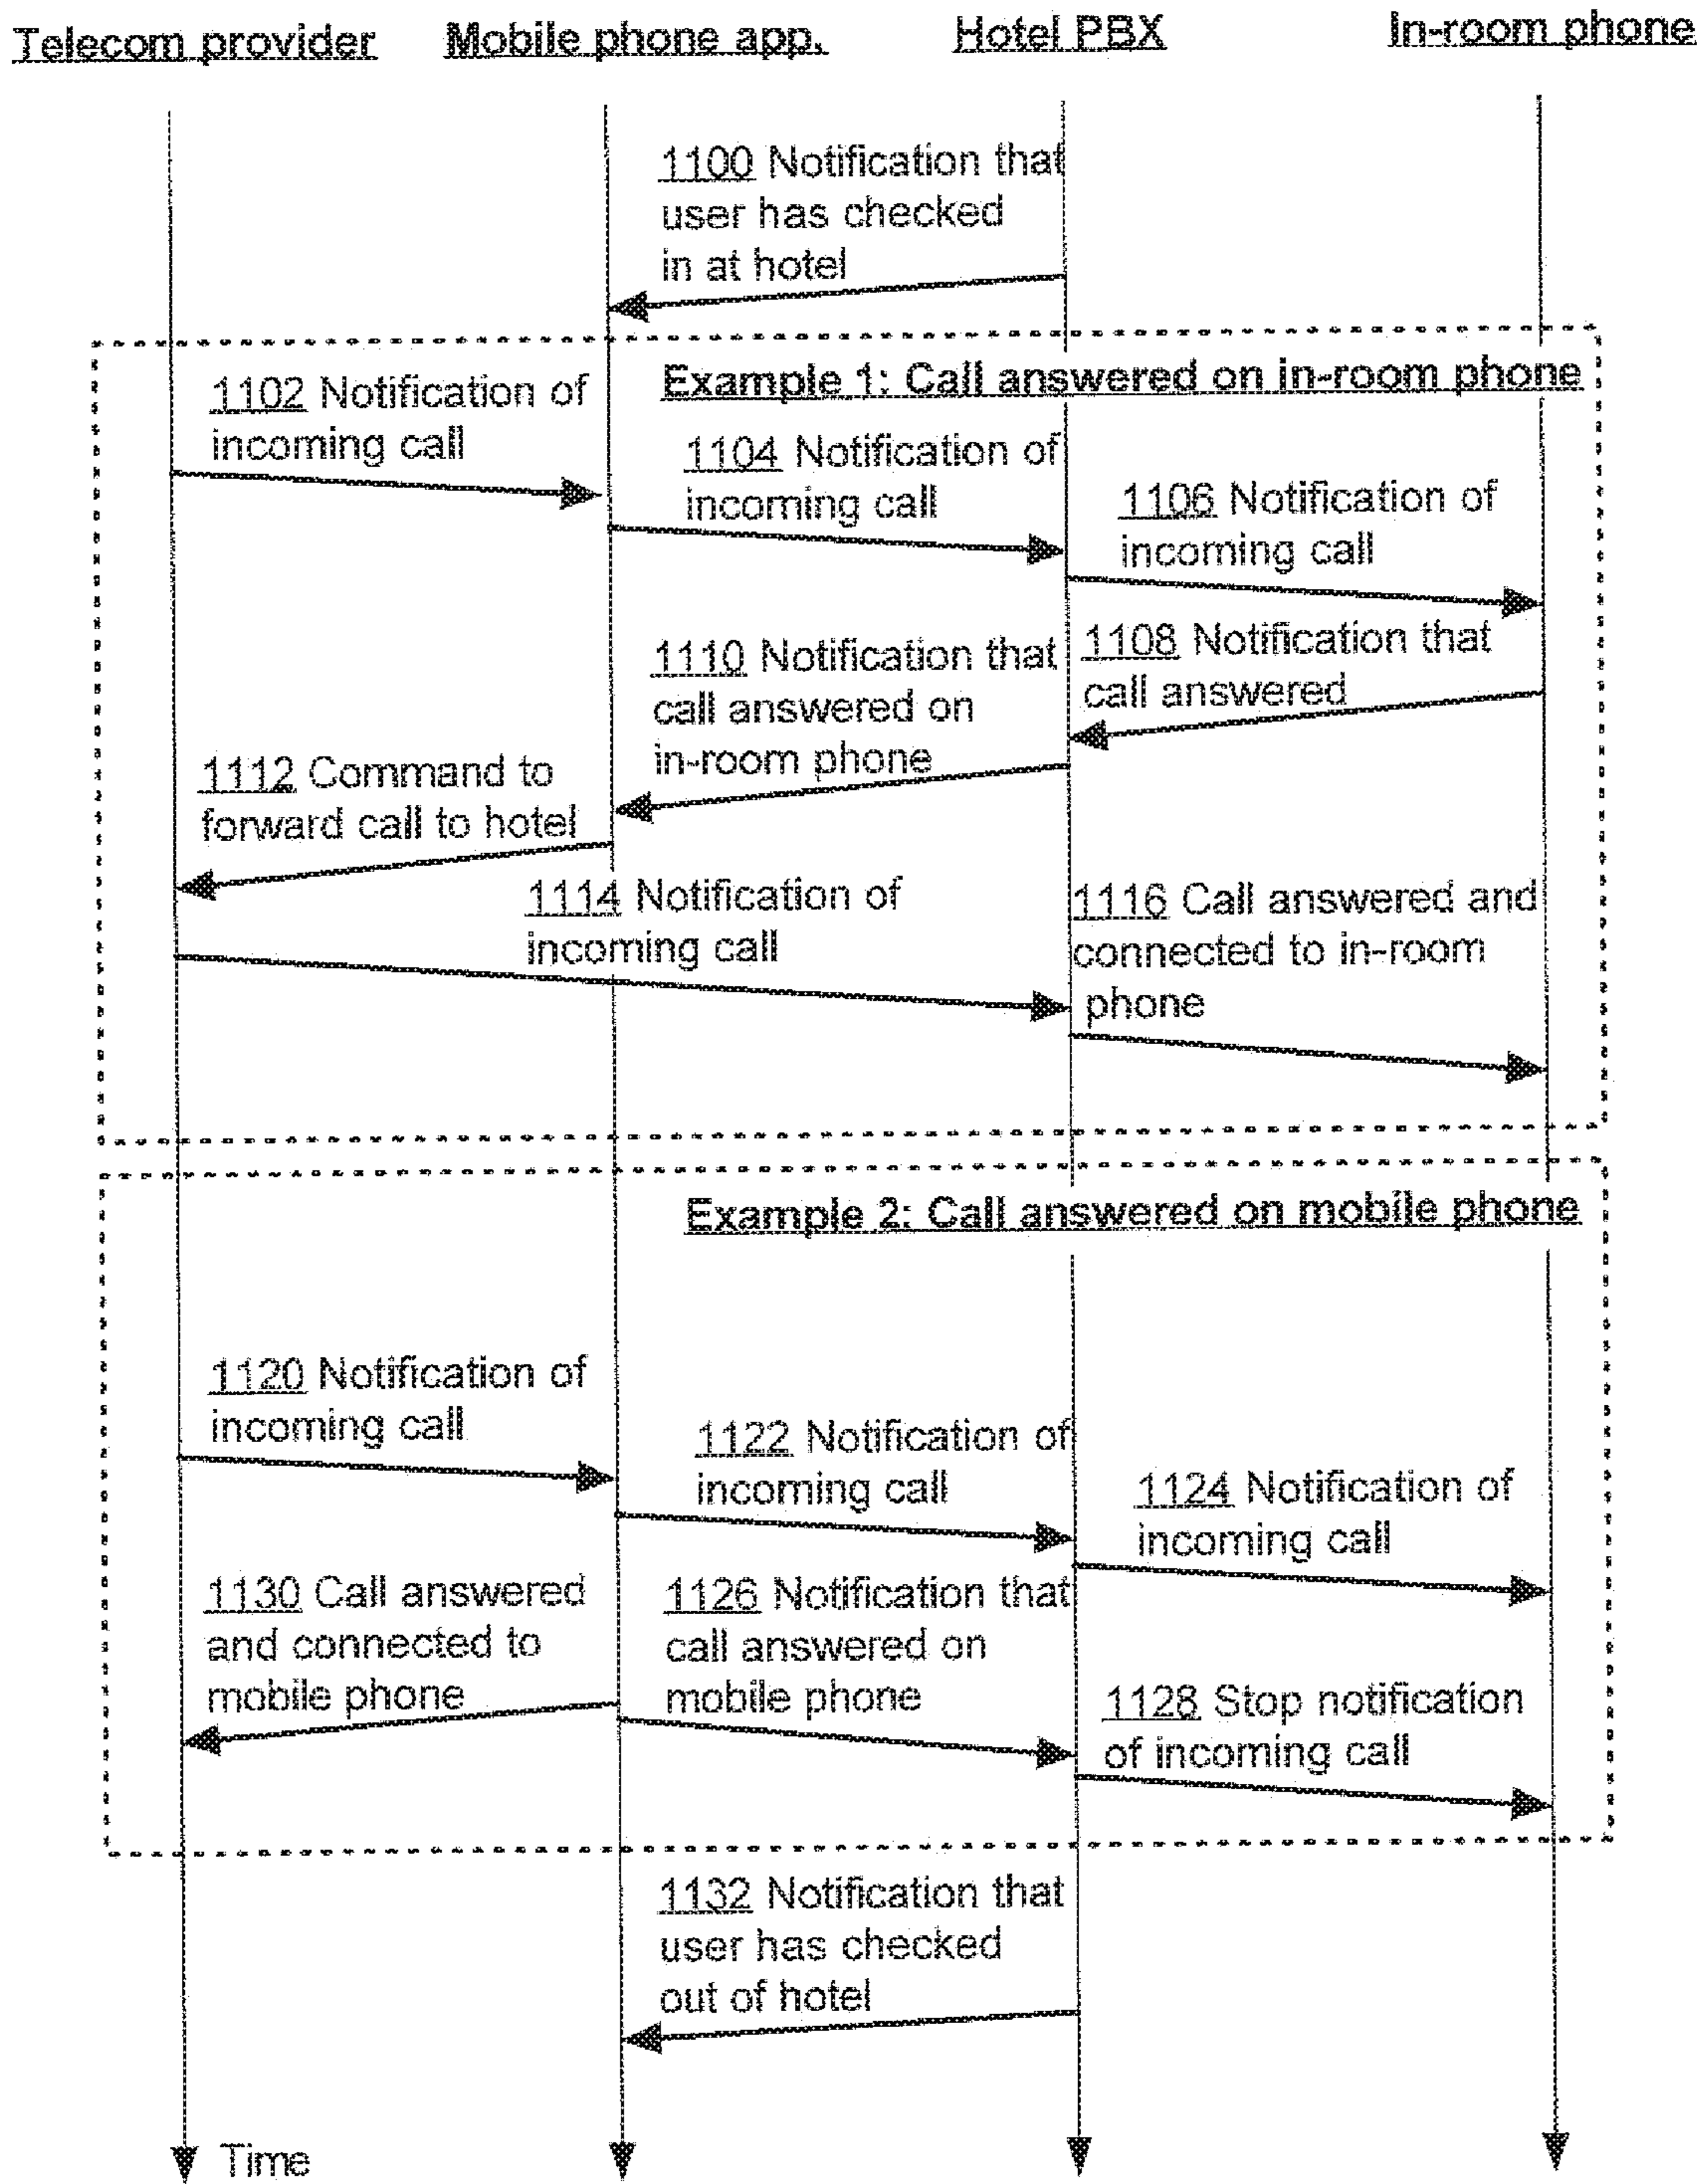 Telecom provider
Mobile phone app.
Hotel PBX
In-room phone
1100 Notification that
user has checked
in at hotel
Example 1: Call answered on in-room phone
1102 Notification of
incoming call
1104 Notification of
incoming call
1106 Notification of
incoming call
1108 Notification that
call answered
1110 Notification that
call answered on
in-room phone
1112 Command to
forward call to hotel
1114 Notification of
incoming call
1116 Call answered and
connected to in-room
phone
Example 2: Call answered on mobile phone
1120 Notification of
incoming call
1122 Notification of
incoming call
1124 Notification of
incoming call
1130 Call answered
and connected to
mobile phone
1126 Notification that
call answered on
mobile phone
1128 Stop notification
of incoming call
1132 Notification that
user has checked
out of hotel
Time